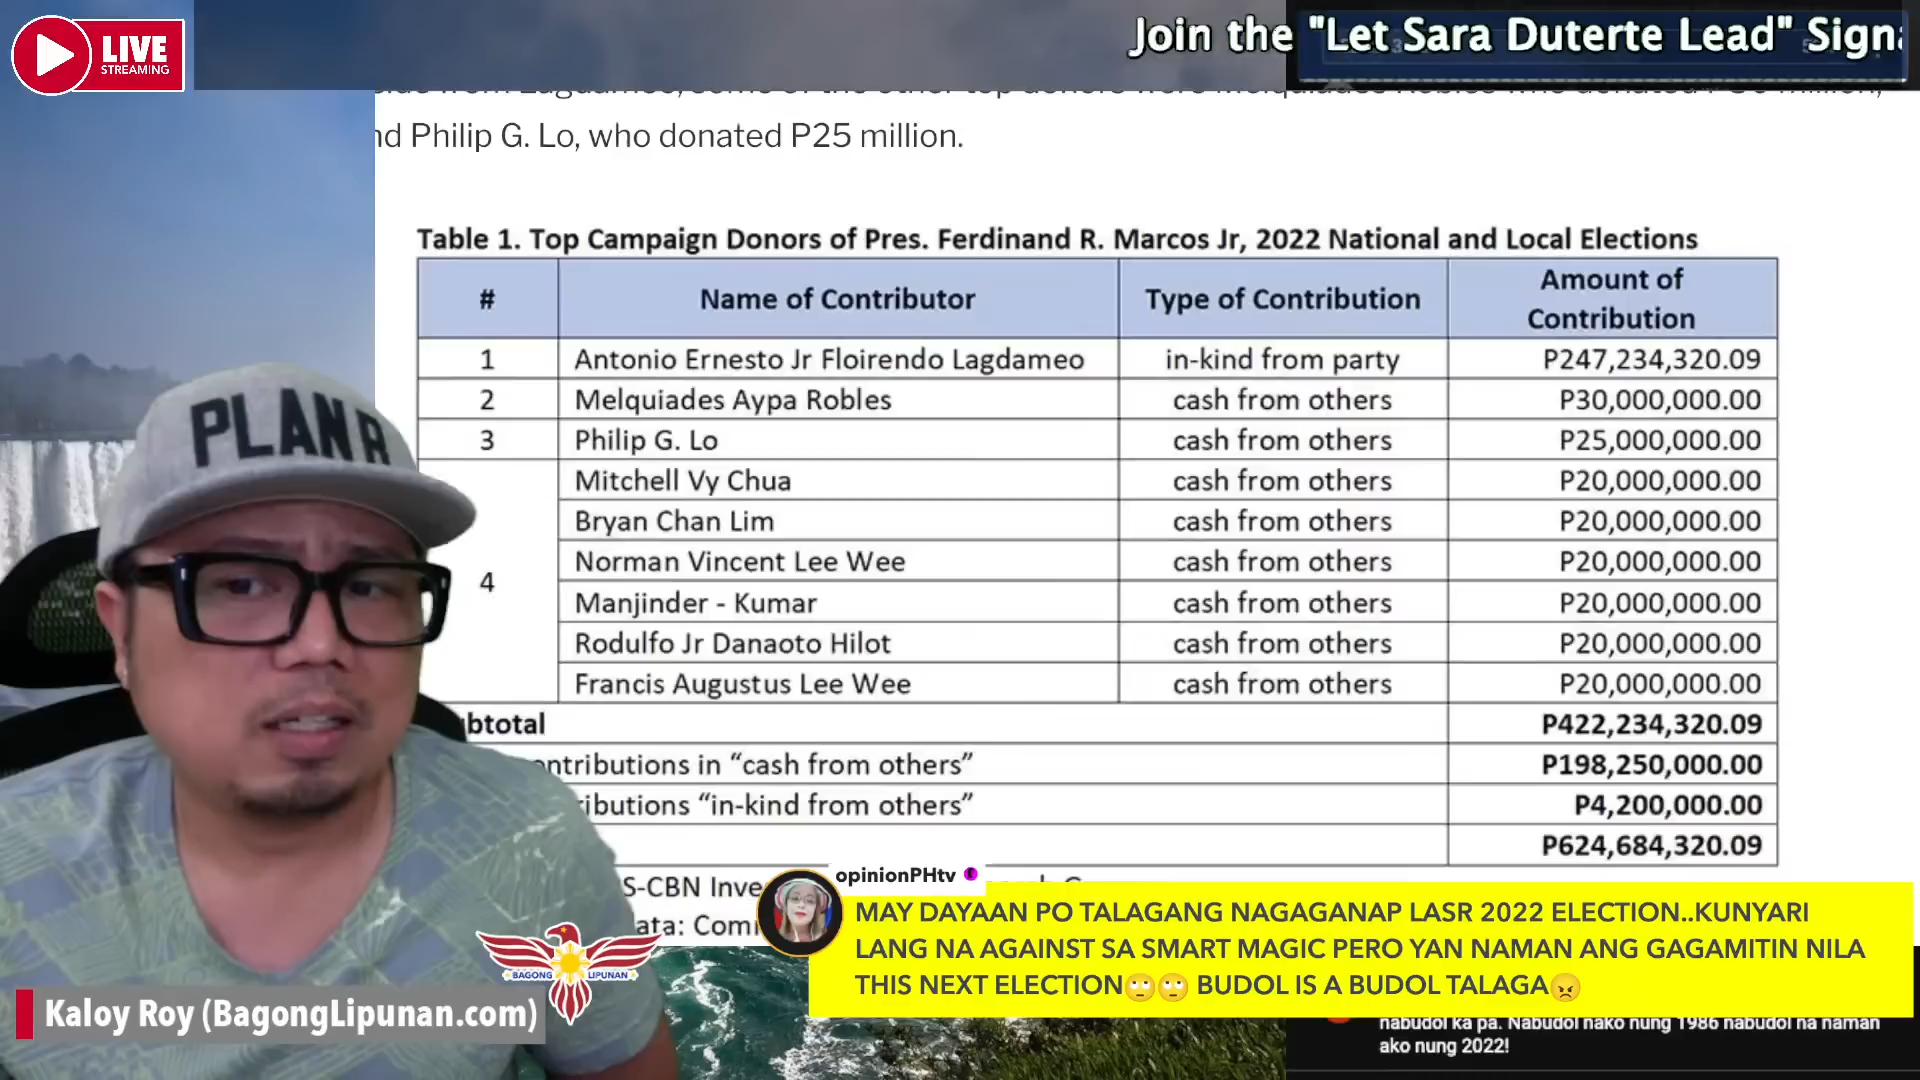 LIVE
STREAMING
Join the "Let Sara Duterte Lead" Sign
nd Philip G. Lo, who donated P25 million.
Table 1. Top Campaign Donors of Pres. Ferdinand R. Marcos Jr, 2022 National and Local Elections
# Name of Contributor Type of Contribution Amount of Contribution
1 Antonio Ernesto Jr Floirendo Lagdameo in-kind from party P247,234,320.09
2 Melquiades Aypa Robles cash from others P30,000,000.00
3 Philip G. Lo cash from others P25,000,000.00
4
Mitchell Vy Chua cash from others P20,000,000.00
Bryan Chan Lim cash from others P20,000,000.00
Norman Vincent Lee Wee cash from others P20,000,000.00
Manjinder - Kumar cash from others P20,000,000.00
Rodulfo Jr Danaoto Hilot cash from others P20,000,000.00
Francis Augustus Lee Wee cash from others P20,000,000.00
btotal P422,234,320.09
ntributions in “cash from others” P198,250,000.00
ributions “in-kind from others” P4,200,000.00
P624,684,320.09
S-CBN Inve
ata: Com
PLAN B
opinionPHtv
MAY DAYAAN PO TALAGANG NAGAGANAP LASR 2022 ELECTION..KUNYARI
LANG NA AGAINST SA SMART MAGIC PERO YAN NAMAN ANG GAGAMITIN NILA
THIS NEXT ELECTION🙄🙄 BUDOL IS A BUDOL TALAGA😠
BAGONG LIPUNAN
Kaloy Roy (BagongLipunan.com)
nabudol ka pa. Nabudol nako nung 1986 nabudol na naman
ako nung 2022!